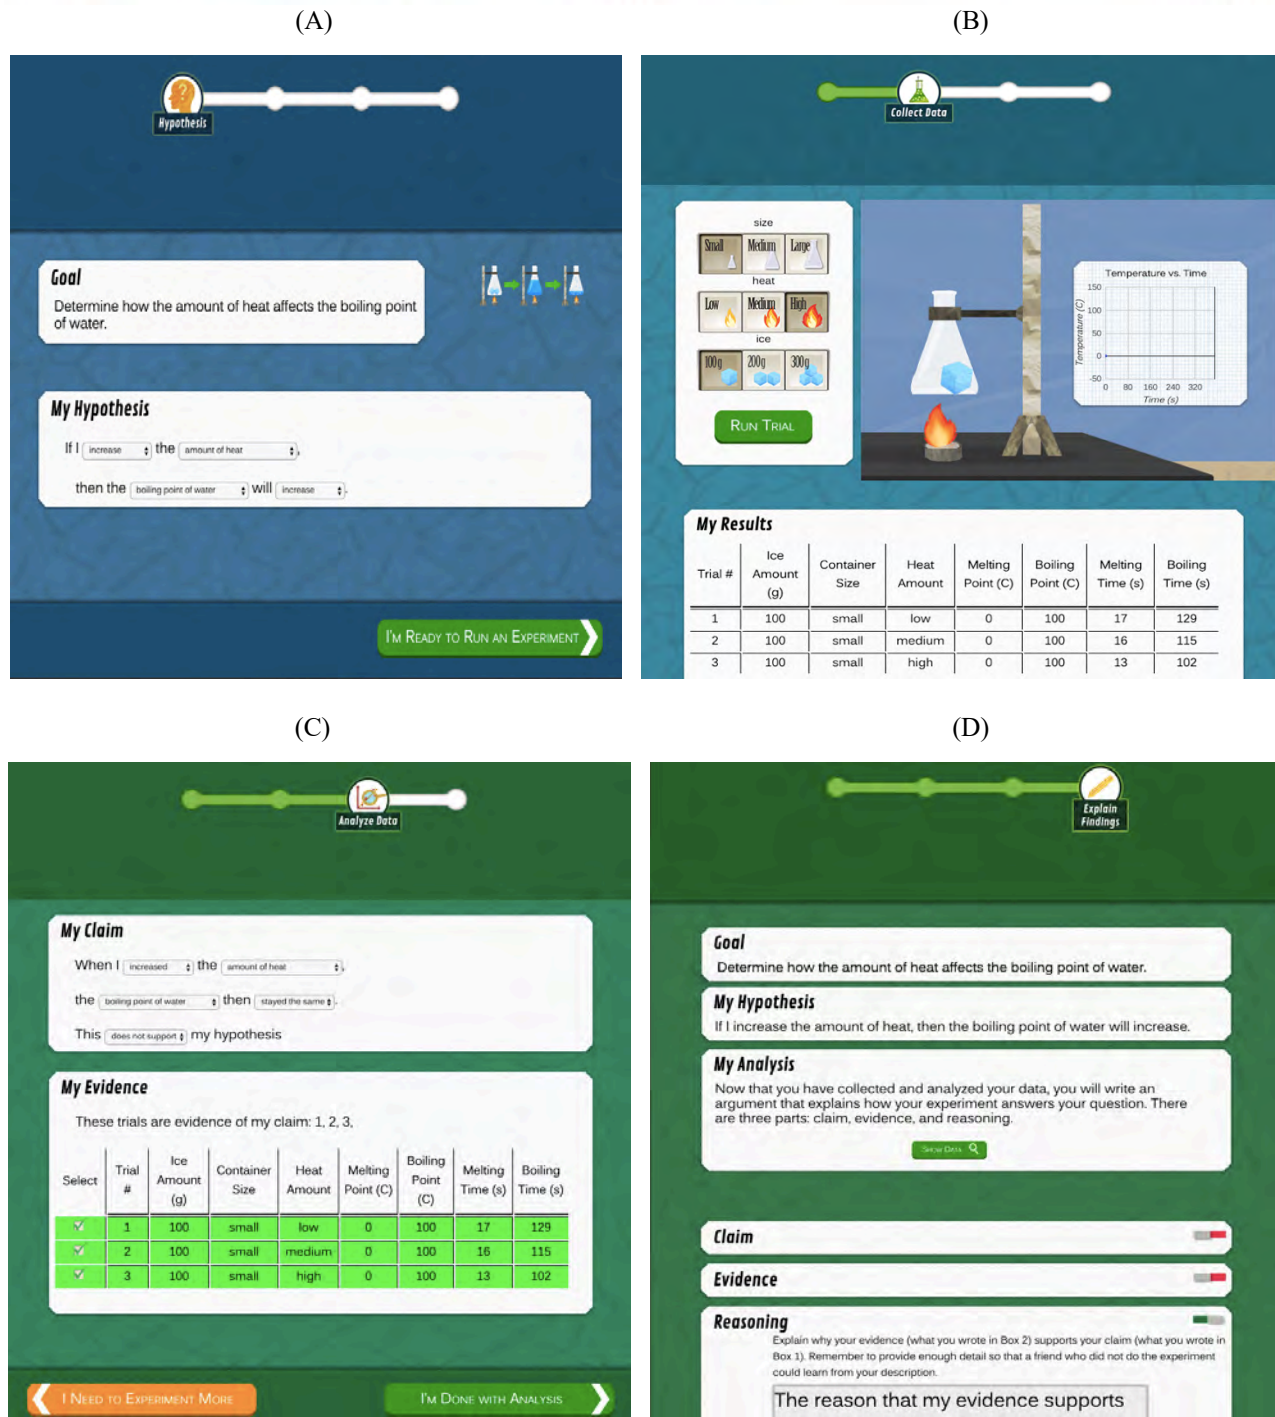 (A)
Hypothesis
Goal
Determine how the amount of heat affects the boiling point
of water.
My Hypothesis
If I increase the amount of heat,
then the boiling point of water will increase.
I'M READY TO RUN AN EXPERIMENT
(B)
Collect Data
size
Small Medium Large
heat
Low Medium High
ice
100g 200g 300g
RUN TRIAL
Temperature vs. Time
Temperature (C)
150
100
50
0
-50
0 80 160 240 320
Time (s)
My Results
Trial # Ice Amount (g) Container Size Heat Amount Melting Point (C) Boiling Point (C) Melting Time (s) Boiling Time (s)
1 100 small low 0 100 17 129
2 100 small medium 0 100 16 115
3 100 small high 0 100 13 102
(C)
Analyze Data
My Claim
When I increased the amount of heat,
the boiling point of water then stayed the same.
This does not support my hypothesis
My Evidence
These trials are evidence of my claim: 1, 2, 3,
Select Trial # Ice Amount (g) Container Size Heat Amount Melting Point (C) Boiling Point (C) Melting Time (s) Boiling Time (s)
1 100 small low 0 100 17 129
2 100 small medium 0 100 16 115
3 100 small high 0 100 13 102
I NEED TO EXPERIMENT MORE
I'M DONE WITH ANALYSIS
(D)
Explain
Findings
Goal
Determine how the amount of heat affects the boiling point of water.
My Hypothesis
If I increase the amount of heat, then the boiling point of water will increase.
My Analysis
Now that you have collected and analyzed your data, you will write an
argument that explains how your experiment answers your question. There
are three parts: claim, evidence, and reasoning.
SHOW DATA
Claim
Evidence
Reasoning
Explain why your evidence (what you wrote in Box 2) supports your claim (what you wrote in
Box 1). Remember to provide enough detail so that a friend who did not do the experiment
could learn from your description.
The reason that my evidence supports